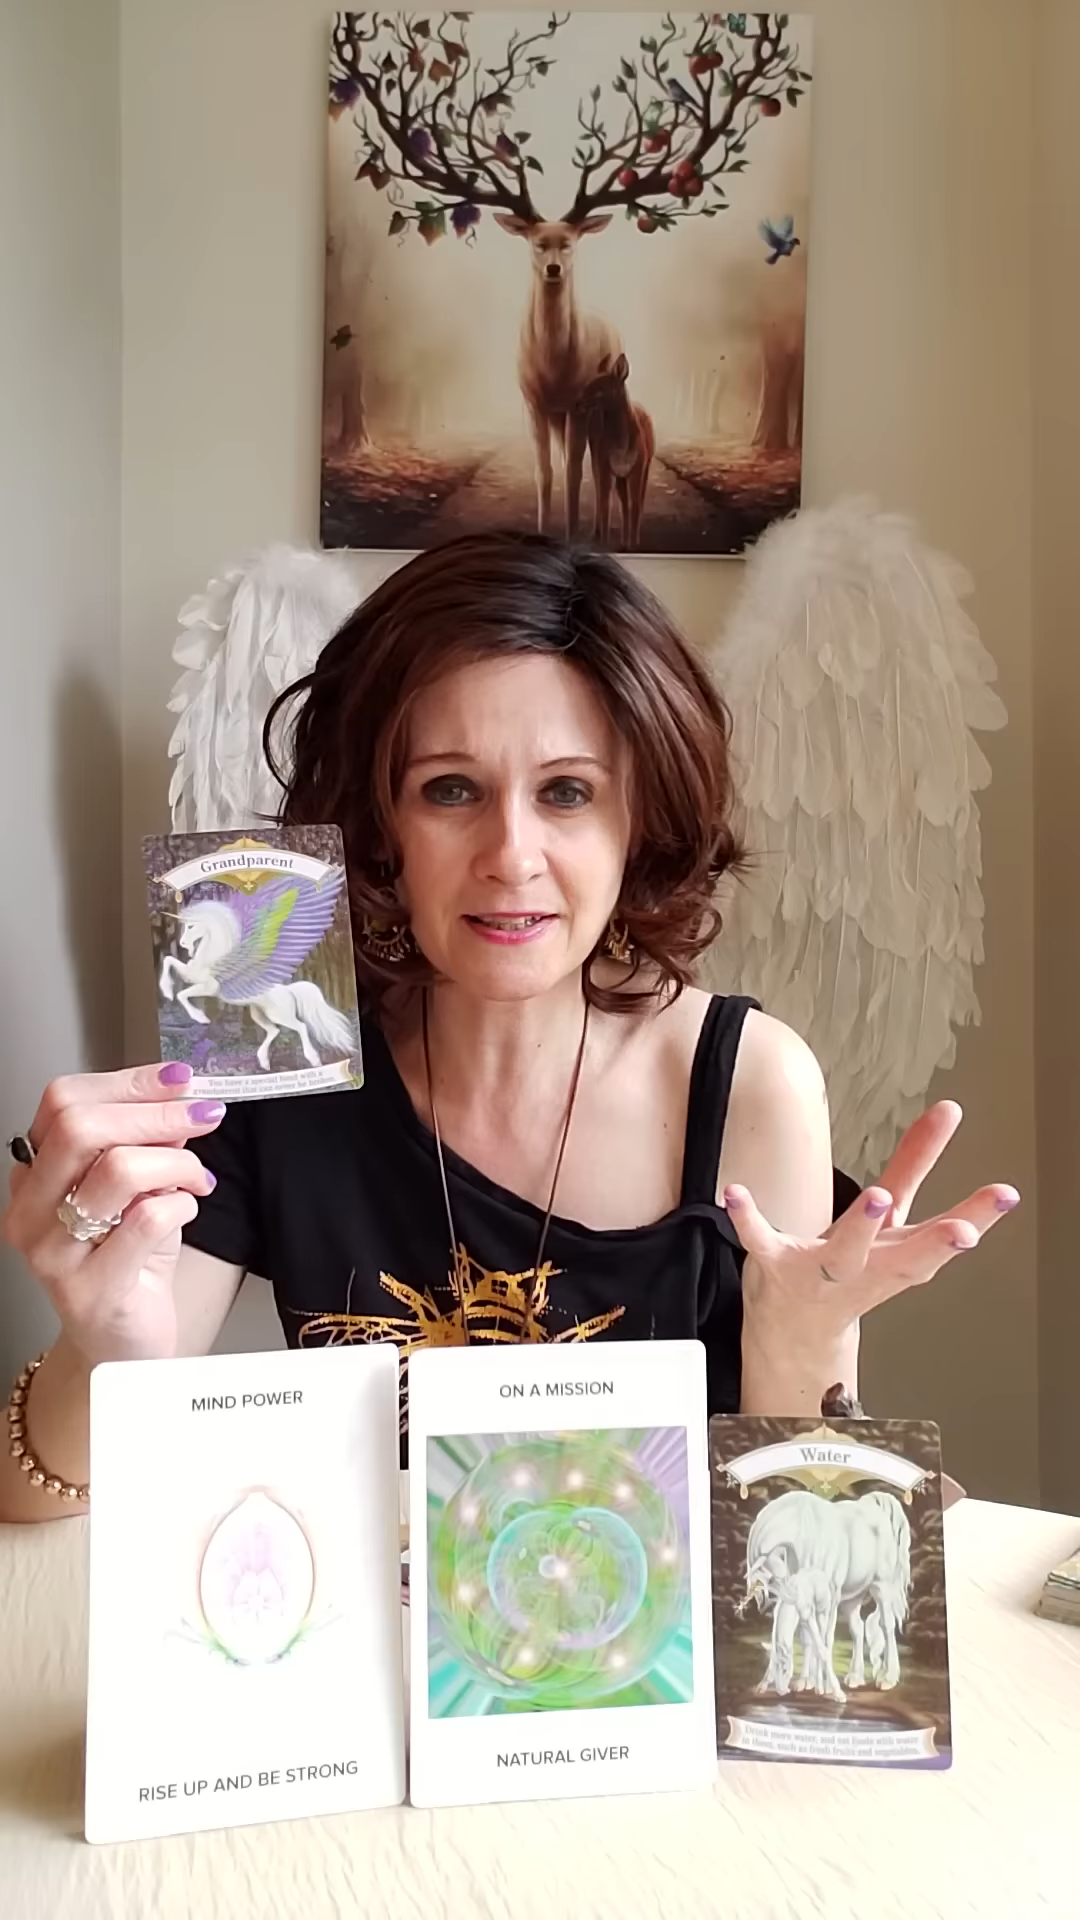 Grandparent
You have a special bond with a
grandparent that can never be broken.
MIND POWER
RISE UP AND BE STRONG
ON A MISSION
NATURAL GIVER
Water
Drink more water, and eat foods with water
in them, such as fresh fruits and vegetables.